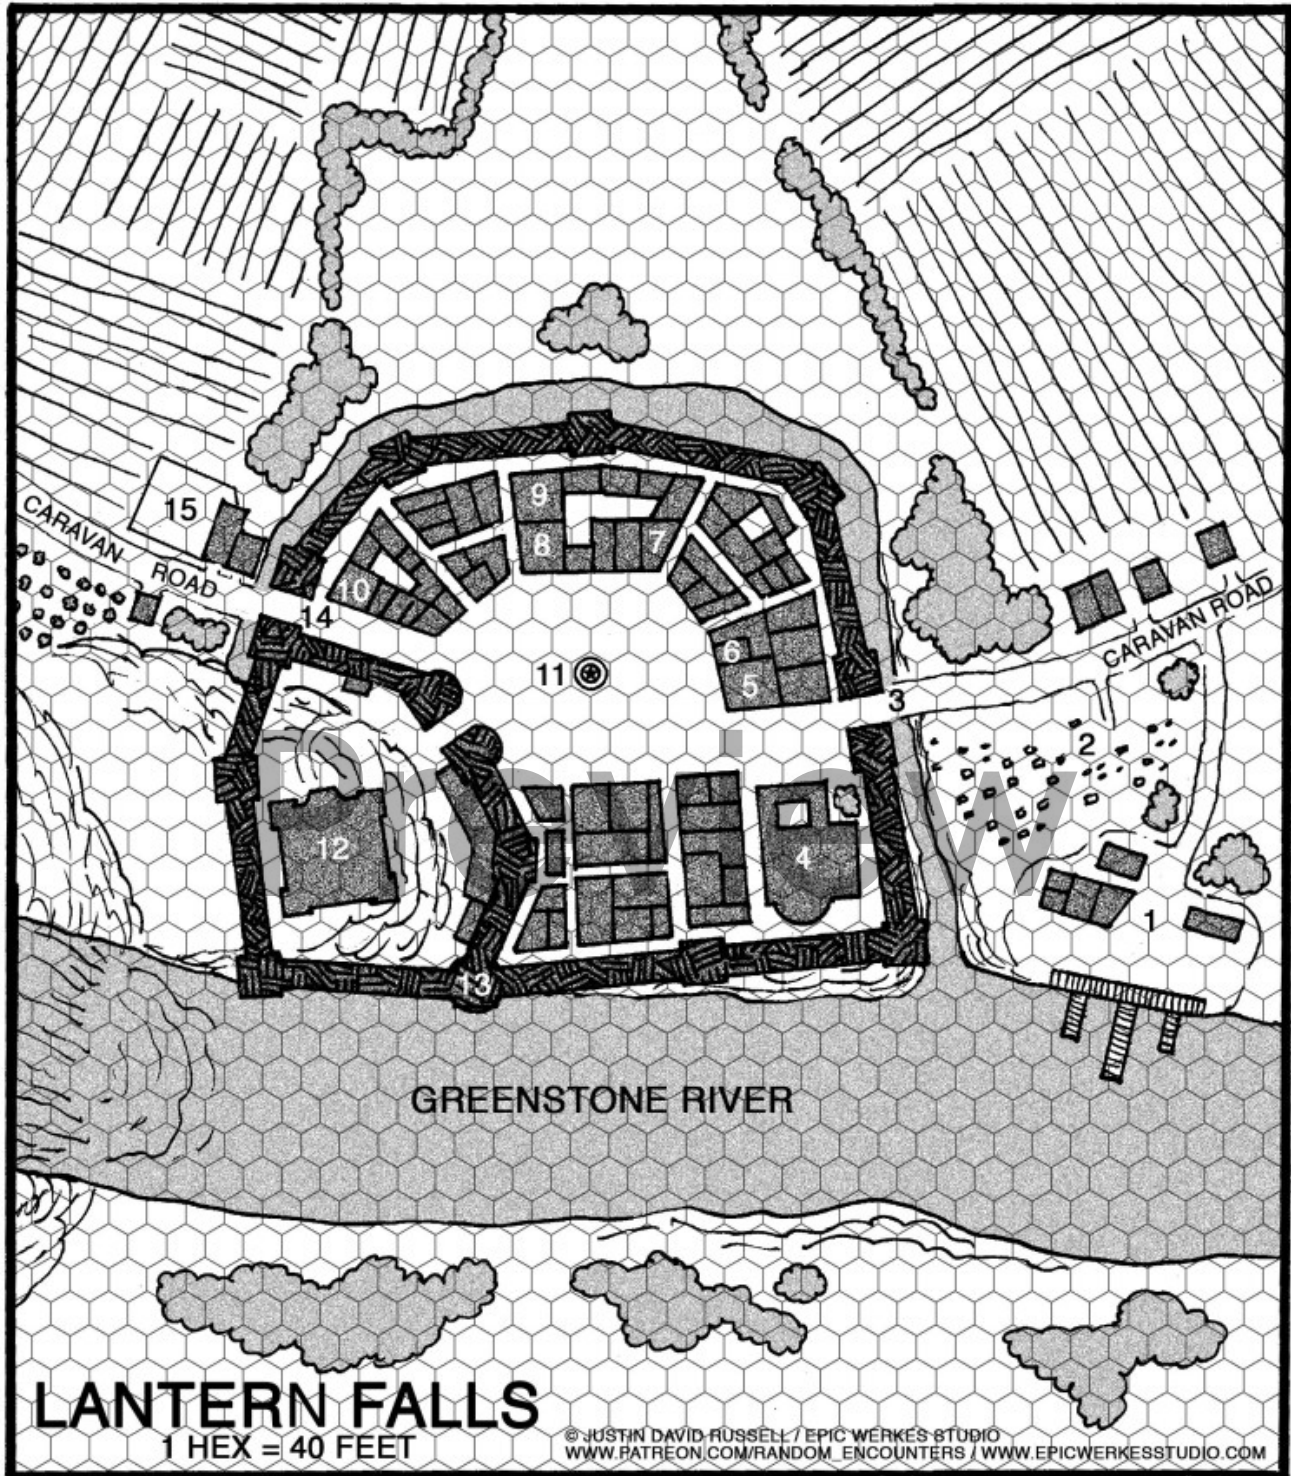 9
15
CARAVAN
8
7
ROAD
10
14
CARAVAN ROAD
6
11
5
3
2
Preview
12
4
1
13
GREENSTONE RIVER
LANTERN FALLS
1 HEX = 40 FEET
© JUSTIN DAVID RUSSELL / EPIC WERKES STUDIO
WWW.PATREON.COM/RANDOM_ENCOUNTERS / WWW.EPICWERKESSTUDIO.COM